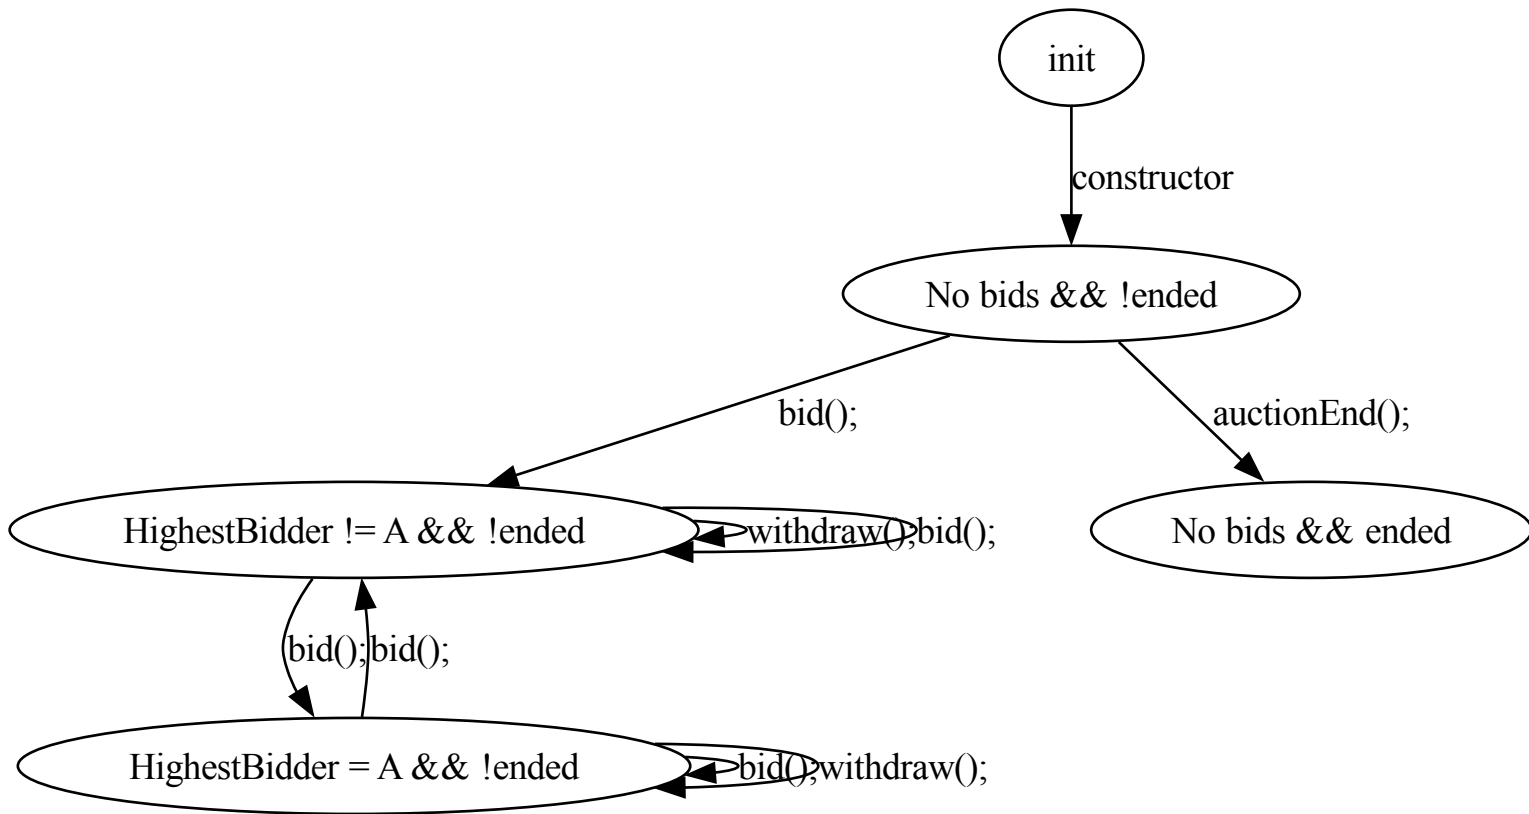 init
constructor
No bids && !ended
bid();
auctionEnd();
HighestBidder != A && !ended
withdraw();
bid();
No bids && ended
bid();
bid();
HighestBidder = A && !ended
bid();
withdraw();